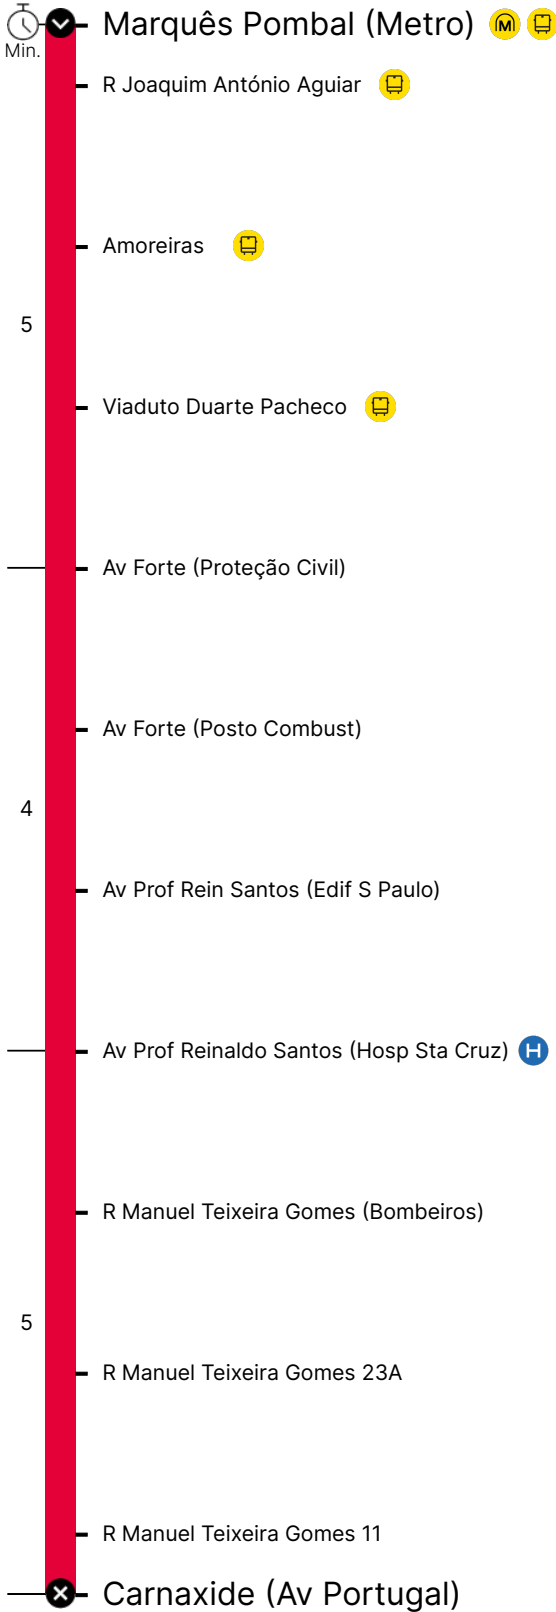 Marquês Pombal (Metro) M
Min.
R Joaquim António Aguiar
Amoreiras
5
Viaduto Duarte Pacheco
Av Forte (Proteção Civil)
Av Forte (Posto Combust)
4
Av Prof Rein Santos (Edif S Paulo)
Av Prof Reinaldo Santos (Hosp Sta Cruz) H
R Manuel Teixeira Gomes (Bombeiros)
5
R Manuel Teixeira Gomes 23A
R Manuel Teixeira Gomes 11
Carnaxide (Av Portugal)